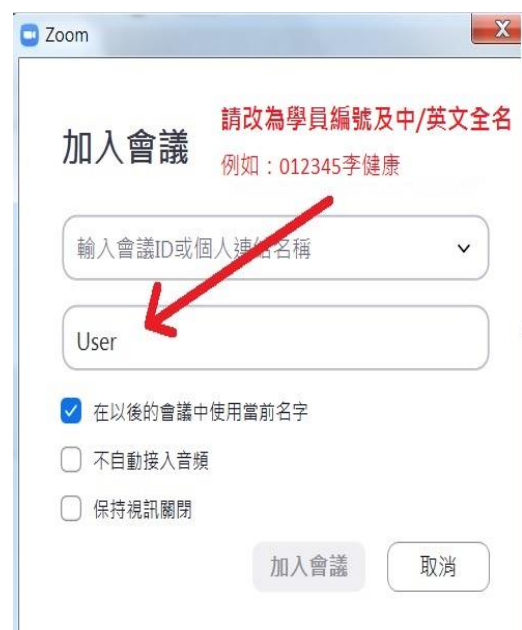 Zoom
請改為學員編號及中/英文全名
加入會議
例如：012345李健康
輸入會議ID或個人連結名稱
User
在以後的會議中使用當前名字
不自動接入音頻
保持視訊關閉
加入會議
取消